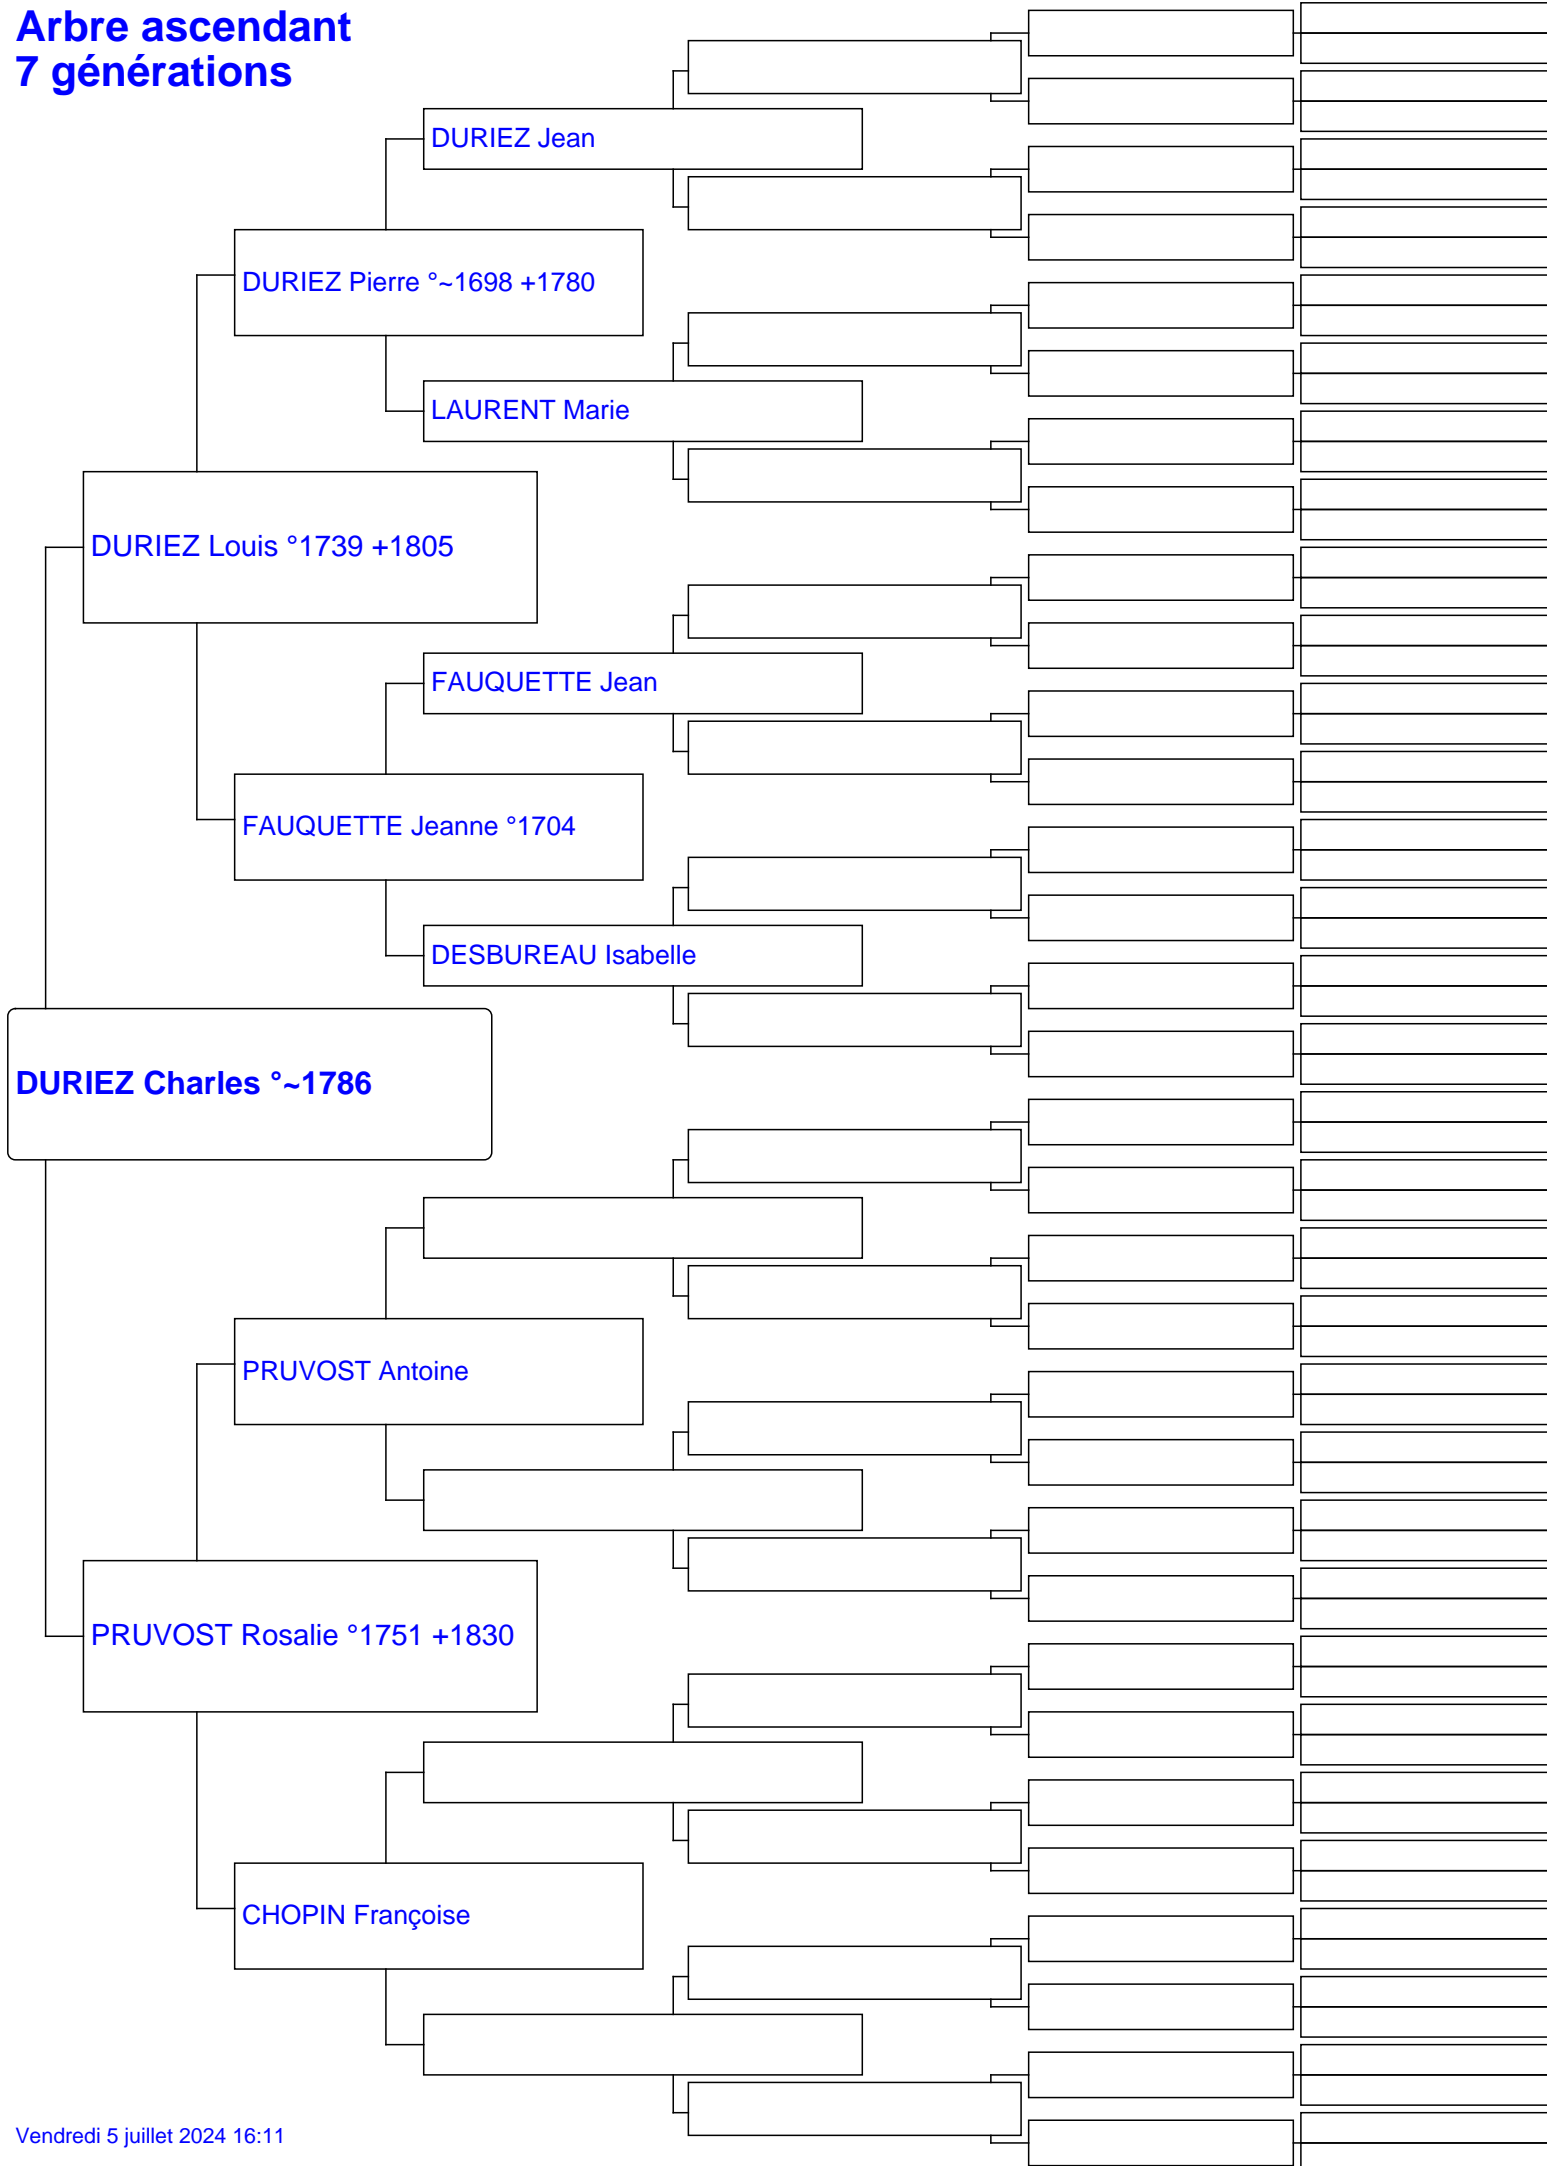 Arbre ascendant
7 générations
DURIEZ Jean
DURIEZ Pierre °~1698 +1780
LAURENT Marie
DURIEZ Louis °1739 +1805
FAUQUETTE Jean
FAUQUETTE Jeanne °1704
DESBUREAU Isabelle
DURIEZ Charles °~1786
PRUVOST Antoine
PRUVOST Rosalie °1751 +1830
CHOPIN Françoise
Vendredi 5 juillet 2024 16:11